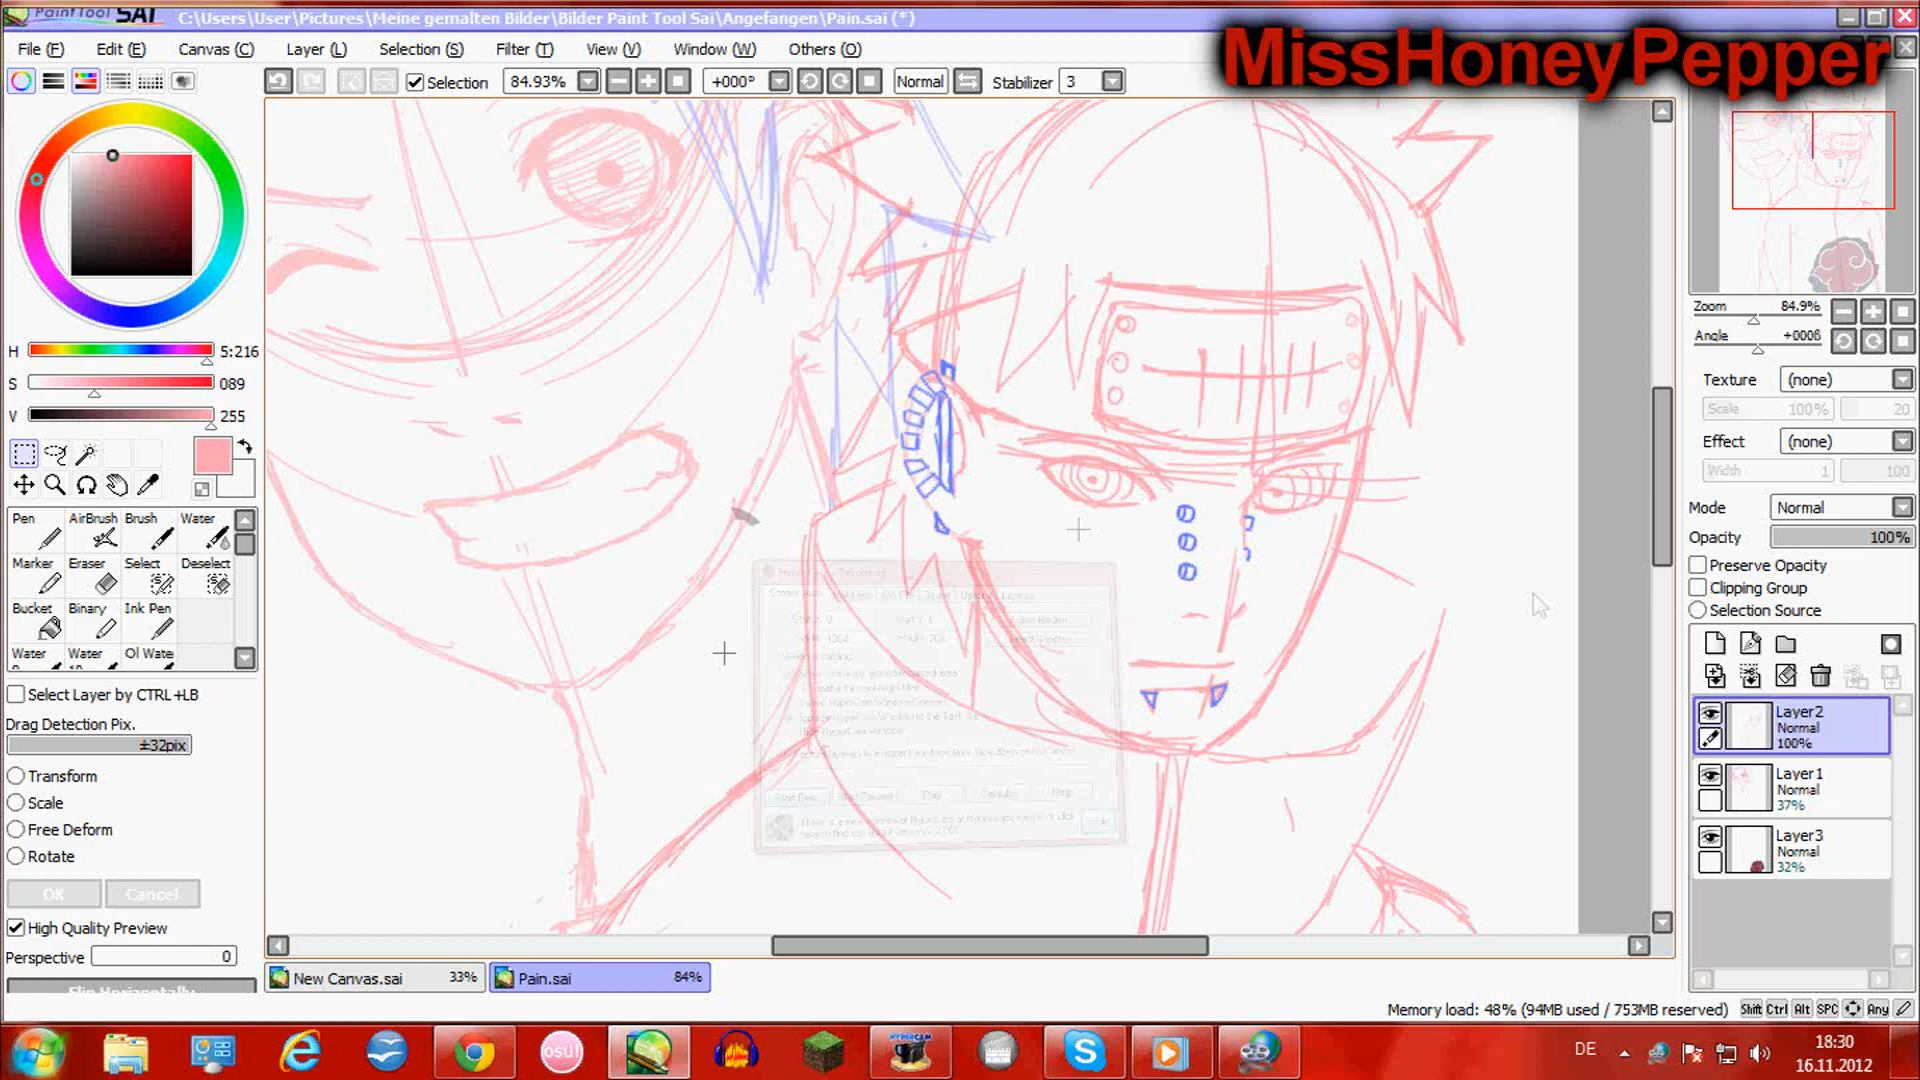 PaintTool SAI C:\Users\User\Pictures\Meine gemalten Bilder\Bilder Paint Tool Sai\Angefangen\Pain.sai (*)
MissHoneyPepper
File (F) Edit (E) Canvas (C) Layer (L) Selection (S) Filter (T) View (V) Window (W) Others (O)
Selection 84.93% +000° Normal Stabilizer 3
Zoom 84.9%
Angle
H
S 089
V 255
Texture (none)
Scale 100% 20
Effect (none)
Width 1 100
Mode Normal
Opacity 100%
Preserve Opacity
Clipping Group
Selection Source
Pen AirBrush Brush Water
Marker Eraser Select Deselect
Bucket Binary Ink Pen
Water Water Ol Wate
Select Layer by CTRL+LB
Drag Detection Pix.
±32pix
Transform
Scale
Free Deform
Rotate
OK Cancel
High Quality Preview
Perspective 0
Flip Horizontally
Layer2
Normal
100%
Layer1
Normal
37%
Layer3
Normal
32%
New Canvas.sai 33% Pain.sai 84%
Memory load: 48% (94MB used / 753MB reserved) Shift Ctrl Alt SPC Any
osu!
HYPERCAM
DE
18:30
16.11.2012